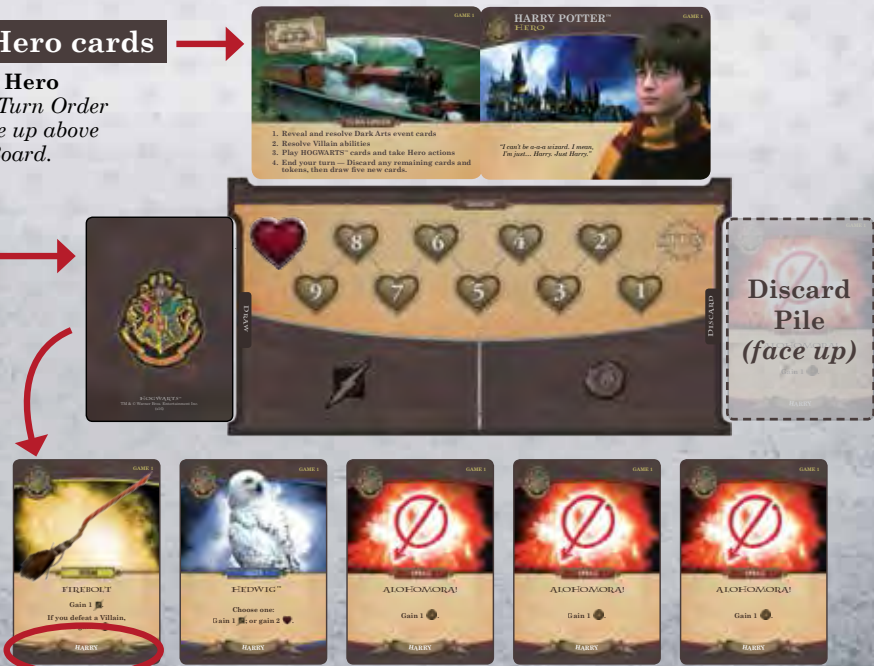 Hero cards
Hero
Turn Order
e up above
Board.
GAME 1
1. Reveal and resolve Dark Arts event cards
2. Resolve Villain abilities
3. Play HOGWARTS™ cards and take Hero actions
4. End your turn — Discard any remaining cards and
tokens, then draw five new cards.
GAME 1
HARRY POTTER™
HERO
"I can't be a-a-a wizard. I mean,
I'm just... Harry. Just Harry."
8 6 4 2
9 7 5 3 1
DRAW
DISCARD
HOGWARTS™
Discard
Pile
(face up)
HARRY
GAME 1
FIREBOLT
Gain 1
If you defeat a Villain,
HARRY
GAME 1
HEDWIG™
Choose one:
Gain 1 ; or gain 2 .
HARRY
GAME 1
ALOHOMORA!
Gain 1 .
HARRY
GAME 1
ALOHOMORA!
Gain 1 .
HARRY
GAME 1
ALOHOMORA!
Gain 1 .
HARRY